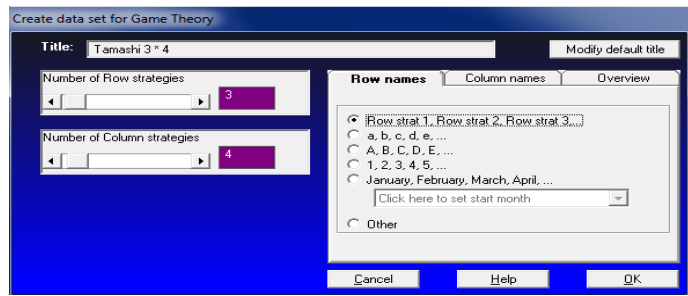 Create data set for Game Theory
Title: Tamashi 3 * 4
Modify default title
Number of Row strategies
3
Number of Column strategies
4
Row names Column names Overview
Row strat 1, Row strat 2, Row strat 3,...
a, b, c, d, e, ...
A, B, C, D, E, ...
1, 2, 3, 4, 5, ...
January, February, March, April, ...
Click here to set start month
Other
Cancel Help OK